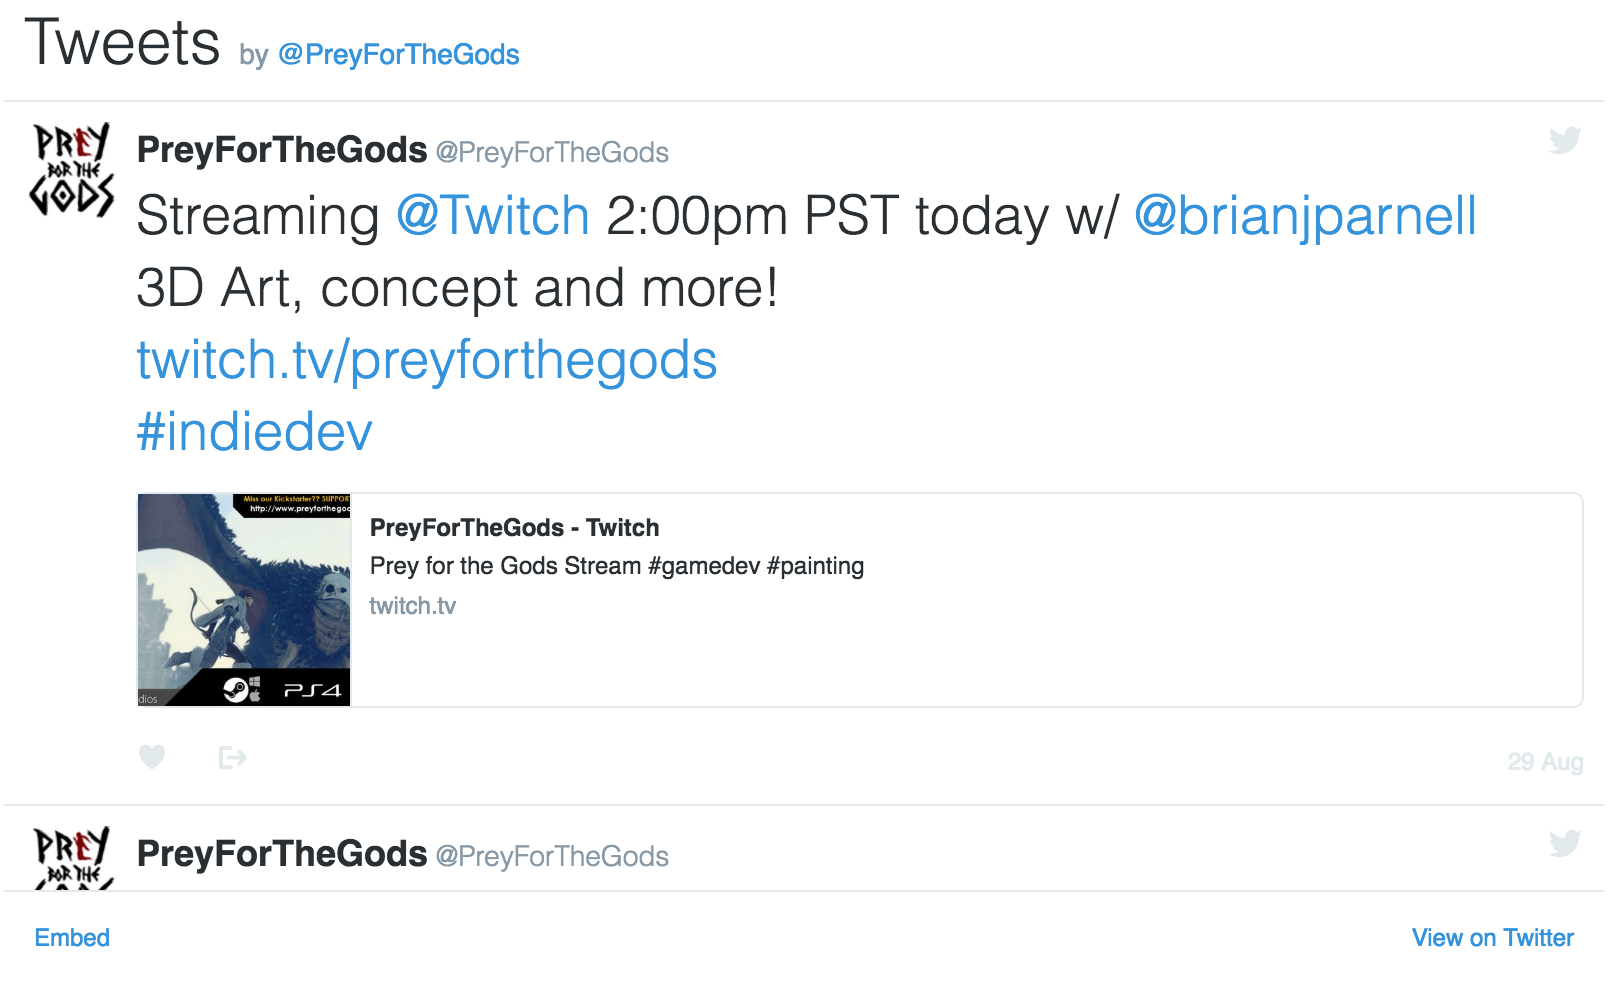 Tweets by @PreyForTheGods
PREY
FOR THE
GODS
PreyForTheGods @PreyForTheGods
Streaming @Twitch 2:00pm PST today w/ @brianjparnell
3D Art, concept and more!
twitch.tv/preyforthegods
#indiedev
Miss our Kickstarter?? SUPPOR
http://www.preyforthegod
dios
PS4
PreyForTheGods - Twitch
Prey for the Gods Stream #gamedev #painting
twitch.tv
29 Aug
PREY
FOR THE
PreyForTheGods @PreyForTheGods
Embed
View on Twitter